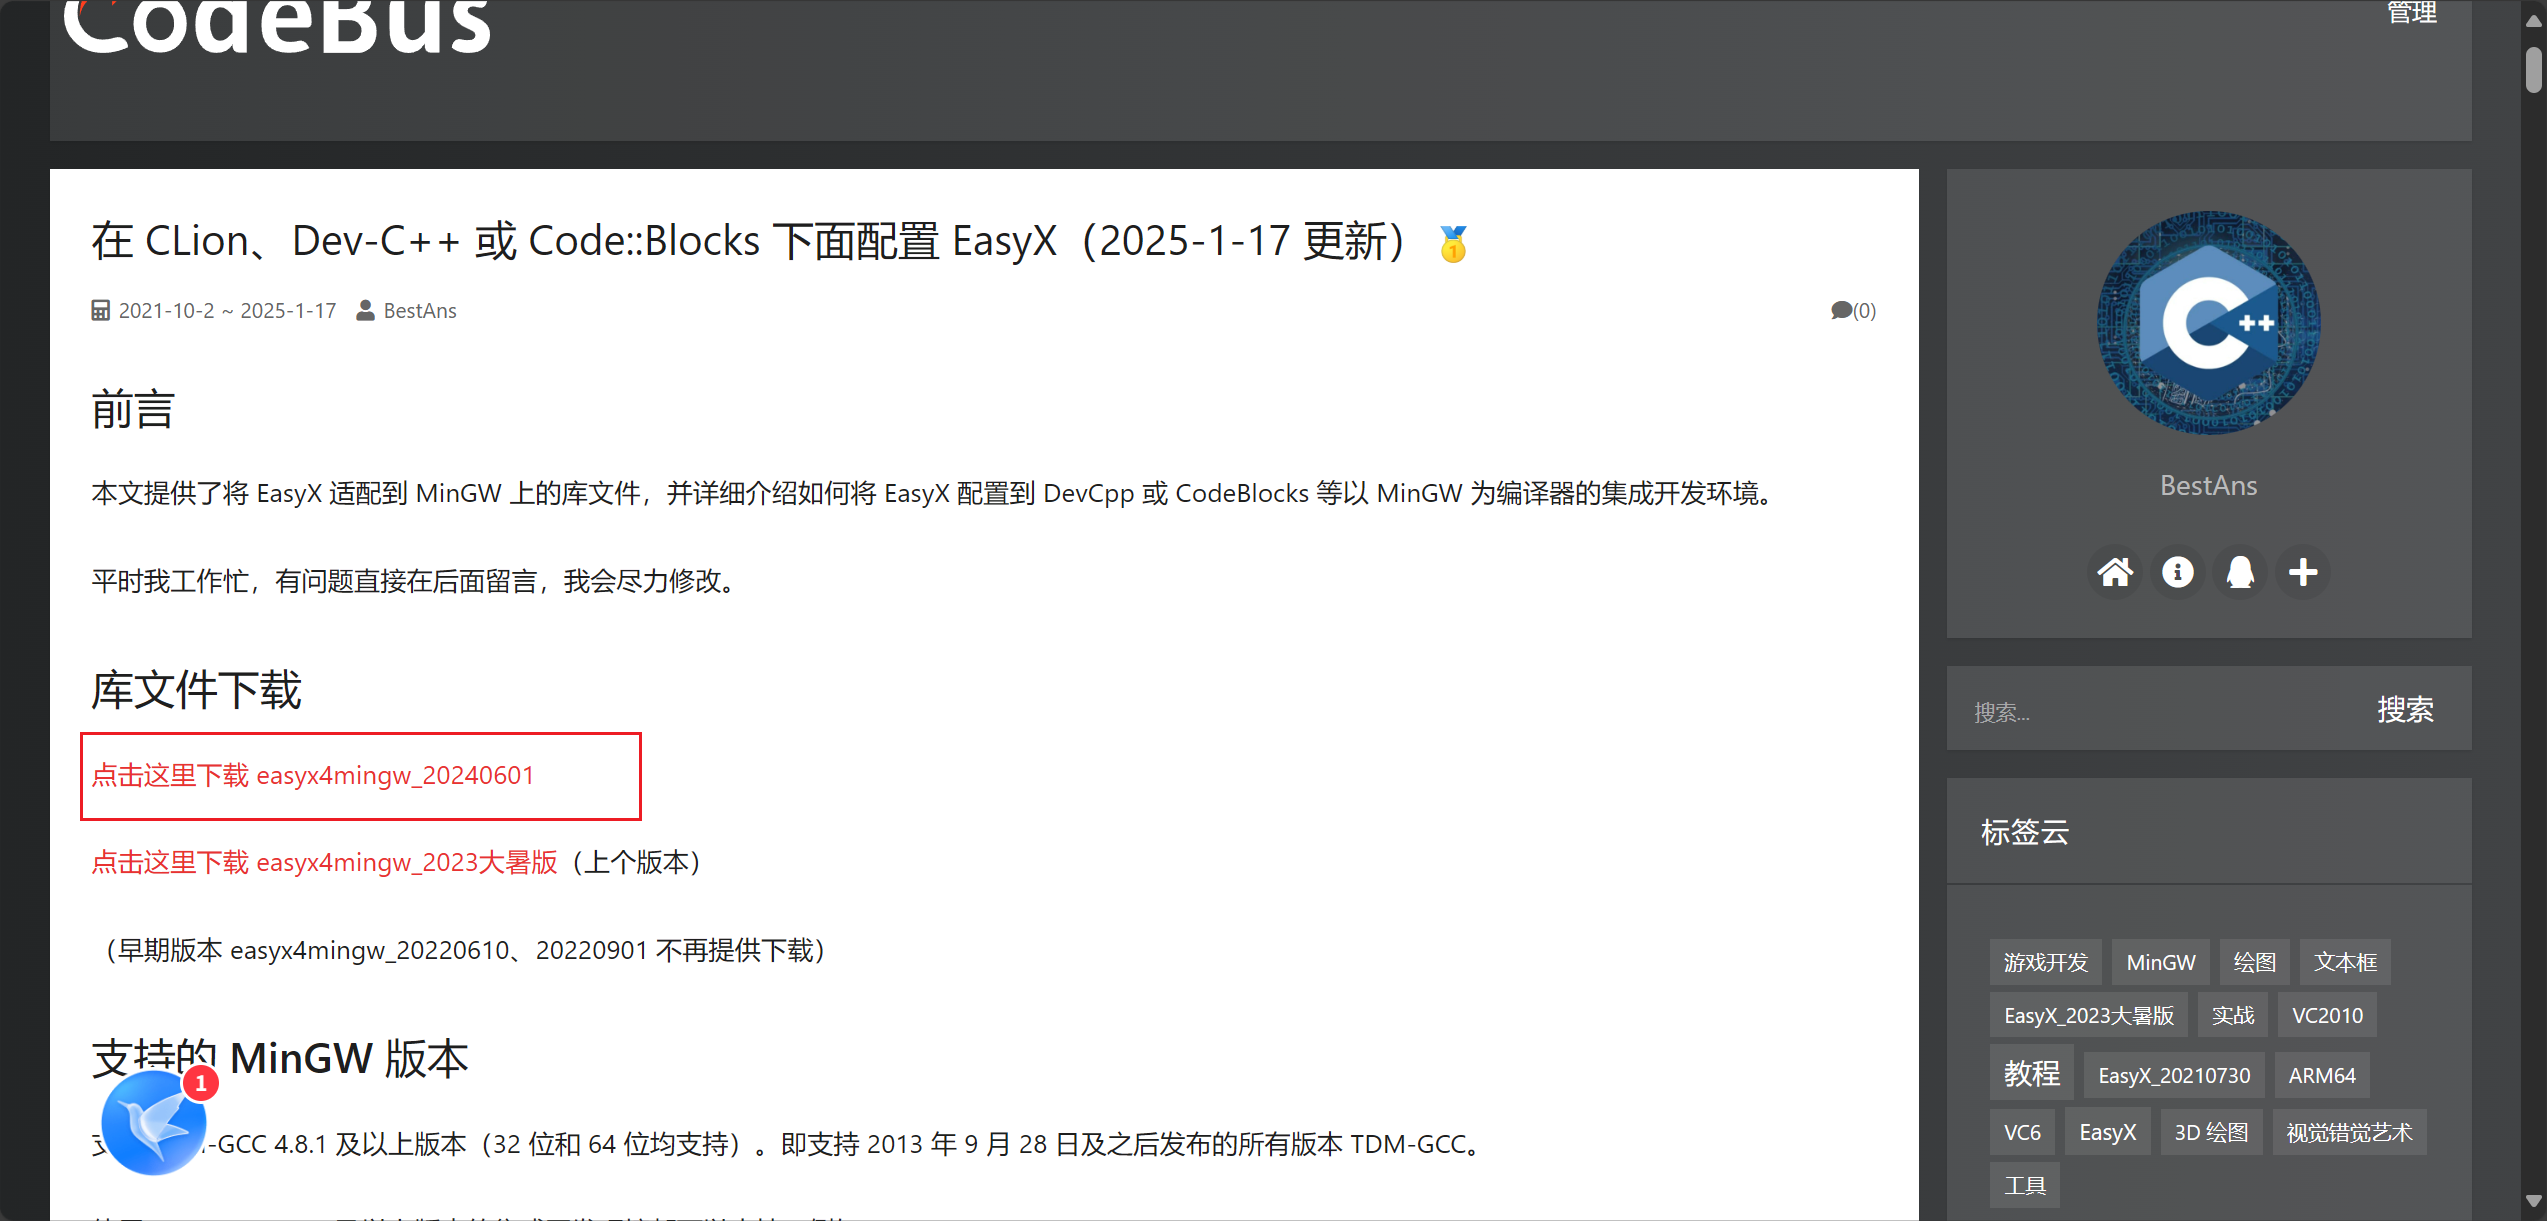 CodeBus
管理
在 CLion、Dev-C++ 或 Code::Blocks 下面配置 EasyX（2025-1-17 更新）
2021-10-2 ~ 2025-1-17 BestAns (0)
前言
本文提供了将 EasyX 适配到 MinGW 上的库文件，并详细介绍如何将 EasyX 配置到 DevCpp 或 CodeBlocks 等以 MinGW 为编译器的集成开发环境。
平时我工作忙，有问题直接在后面留言，我会尽力修改。
库文件下载
点击这里下载 easyx4mingw_20240601
点击这里下载 easyx4mingw_2023大暑版（上个版本）
（早期版本 easyx4mingw_20220610、20220901 不再提供下载）
支持的 MinGW 版本
1
-GCC 4.8.1 及以上版本（32 位和 64 位均支持）。即支持 2013 年 9 月 28 日及之后发布的所有版本 TDM-GCC。
C++
BestAns
搜索...
搜索
标签云
游戏开发 MinGW 绘图 文本框
EasyX_2023大暑版 实战 VC2010
教程 EasyX_20210730 ARM64
VC6 EasyX 3D 绘图 视觉错觉艺术
工具